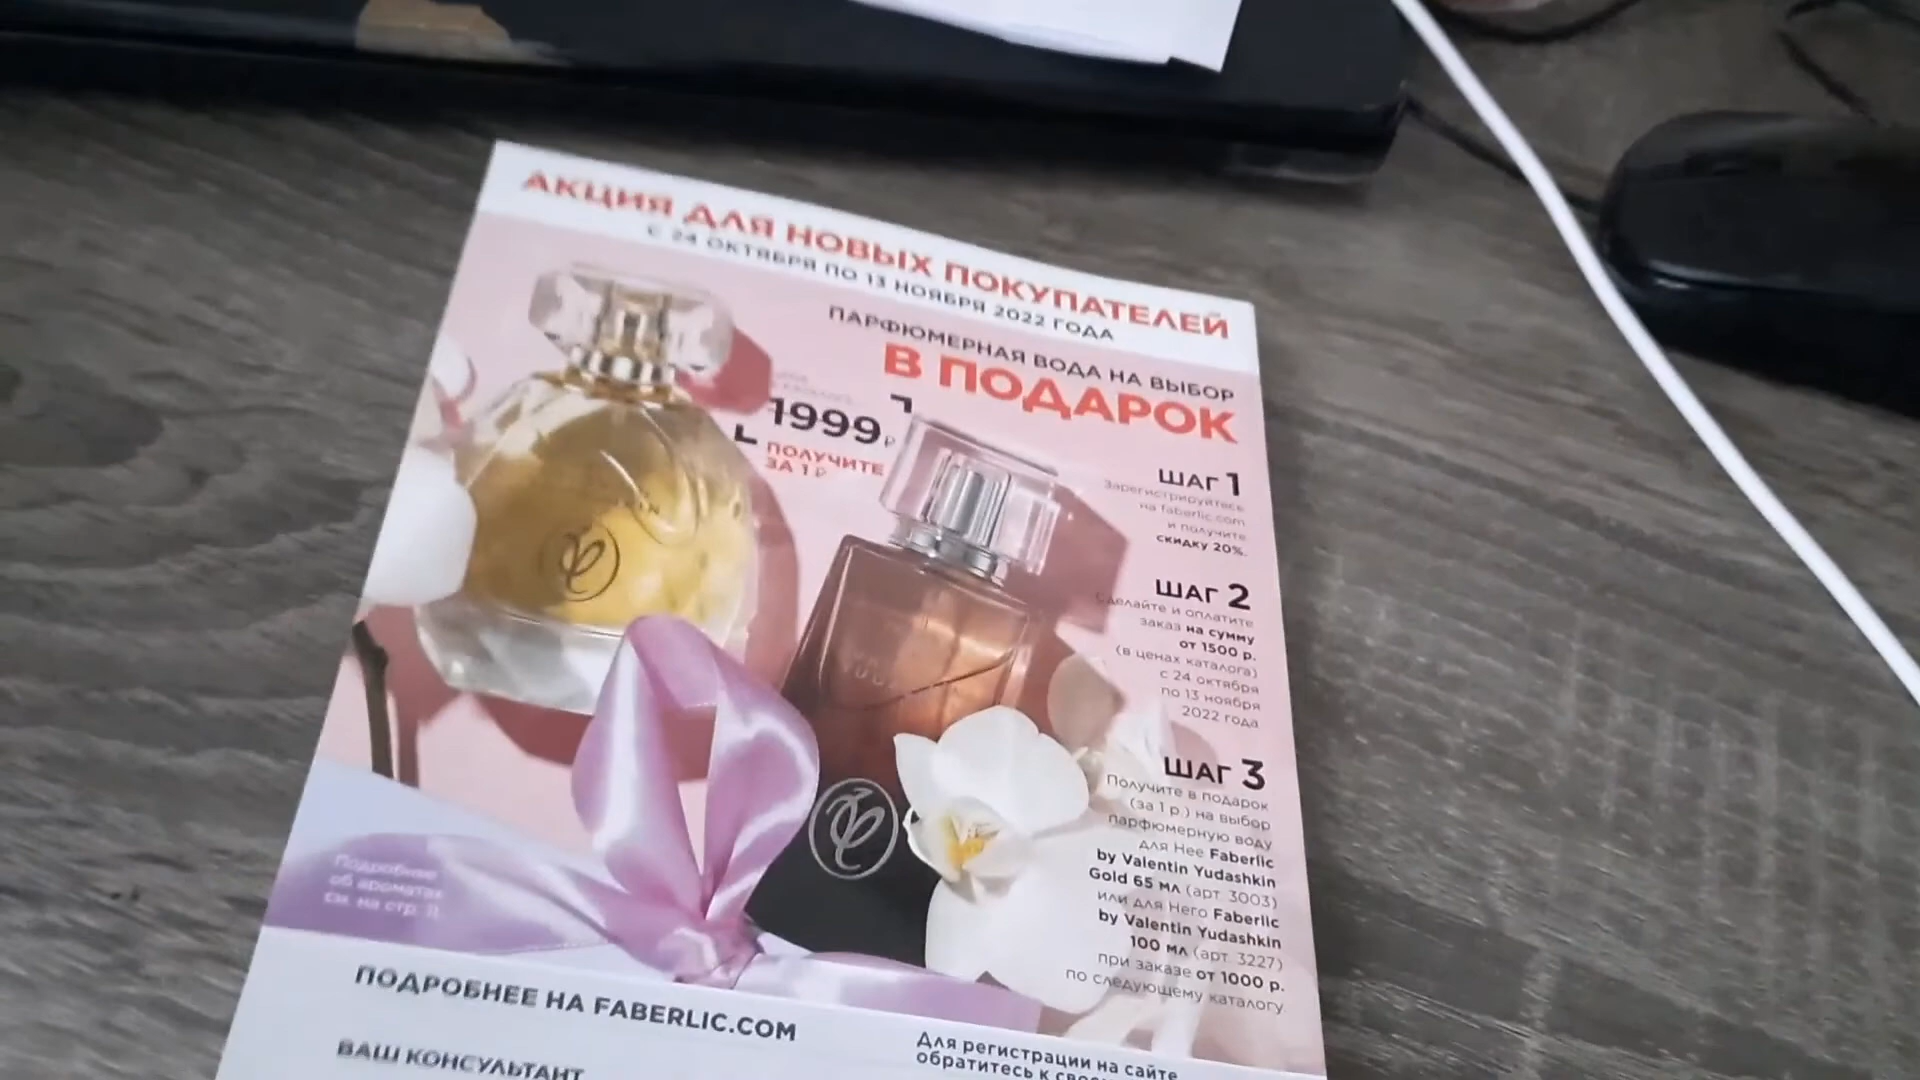 АКЦИЯ ДЛЯ НОВЫХ ПОКУПАТЕЛЕЙ
С 24 ОКТЯБРЯ ПО 13 НОЯБРЯ 2022 ГОДА
ПАРФЮМЕРНАЯ ВОДА НА ВЫБОР
В ПОДАРОК
1999 ₽
ПОЛУЧИТЕ
ЗА 1 ₽
ШАГ 1
Зарегистрируйтесь
на faberlic.com
и получите
скидку 20%.
ШАГ 2
Сделайте и оплатите
заказ на сумму
от 1500 р.
(в ценах каталога)
с 24 октября
по 13 ноября
2022 года
ШАГ 3
Получите в подарок
(за 1 р.) на выбор
парфюмерную воду
для Нее Faberlic
by Valentin Yudashkin
Gold 65 мл (арт. 3003)
или для Него Faberlic
by Valentin Yudashkin
100 мл (арт. 3227)
при заказе от 1000 р.
по следующему каталогу
Подробнее
об ароматах
см. на стр. 11.
ПОДРОБНЕЕ НА FABERLIC.COM
ВАШ КОНСУЛЬТАНТ
Для регистрации на сайте
обратитесь к